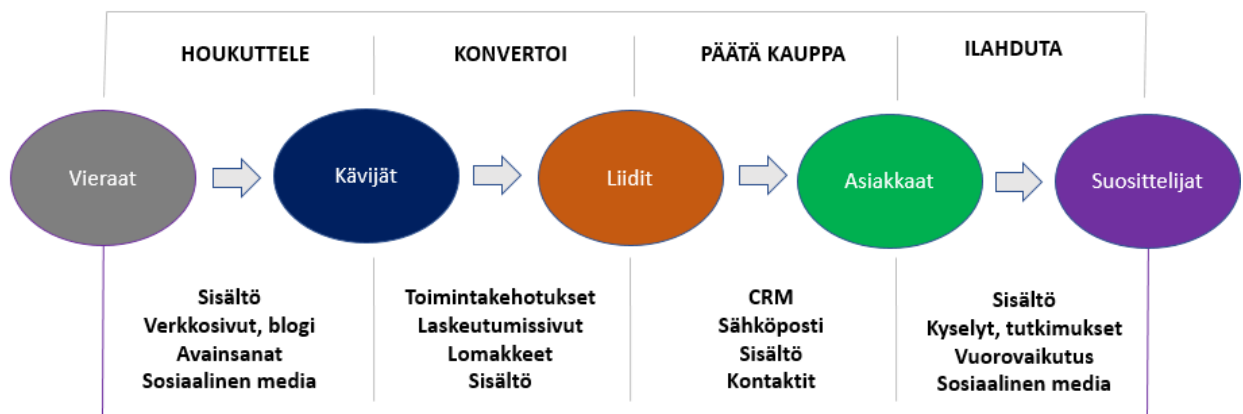 HOUKUTTELE
KONVERTOI
PÄÄTÄ KAUPPA
ILAHDUTA
Vieraat
Kävijät
Liidit
Asiakkaat
Suosittelijat
Sisältö
Verkkosivut, blogi
Avainsanat
Sosiaalinen media
Toimintakehotukset
Laskeutumissivut
Lomakkeet
Sisältö
CRM
Sähköposti
Sisältö
Kontaktit
Sisältö
Kyselyt, tutkimukset
Vuorovaikutus
Sosiaalinen media